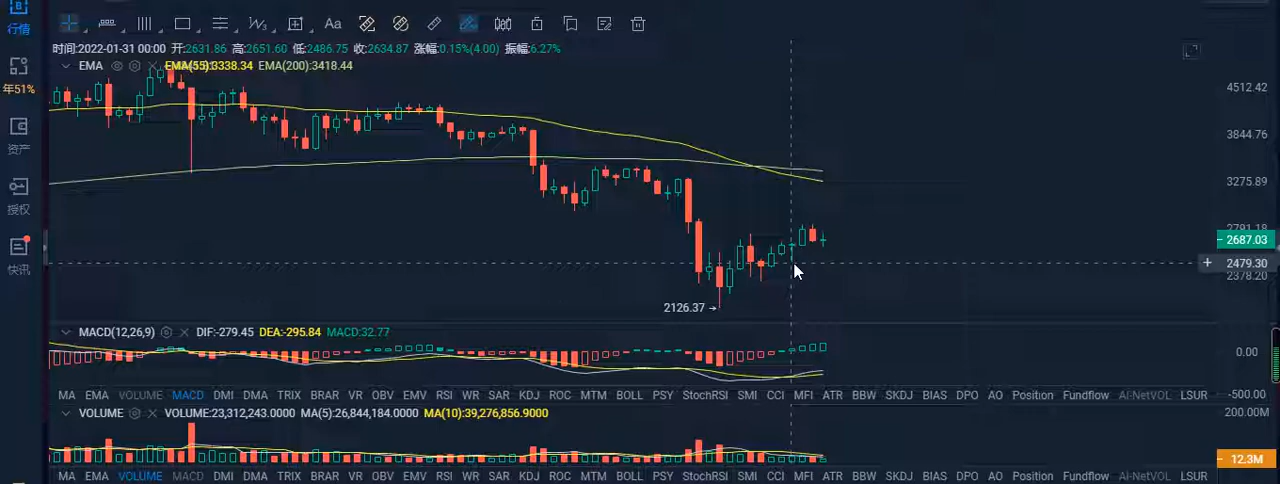 行情
年51%
资产
授权
快讯
Aa
时间:2022-01-31 00:00 开:2631.86 高:2651.60 低:2486.75 收:2634.87 涨幅:0.15%(4.00) 振幅:6.27%
EMA EMA(55):3338.34 EMA(200):3418.44
4512.42
3844.76
3275.89
2791.18
2687.03
2479.30
2378.20
2126.37
MACD(12,26,9) DIF:-279.45 DEA:-295.84 MACD:32.77
0.00
-500.00
MA EMA VOLUME MACD DMI DMA TRIX BRAR VR OBV EMV RSI WR SAR KDJ ROC MTM BOLL PSY StochRSI SMI CCI MFI ATR BBW SKDJ BIAS DPO AO Position Fundflow AI-NetVOL LSUR
VOLUME VOLUME:23,312,243.0000 MA(5):26,844,184.0000 MA(10):39,276,856.9000
200.00M
12.3M
MA EMA VOLUME MACD DMI DMA TRIX BRAR VR OBV EMV RSI WR SAR KDJ ROC MTM BOLL PSY StochRSI SMI CCI MFI ATR BBW SKDJ BIAS DPO AO Position Fundflow AI-NetVOL LSUR